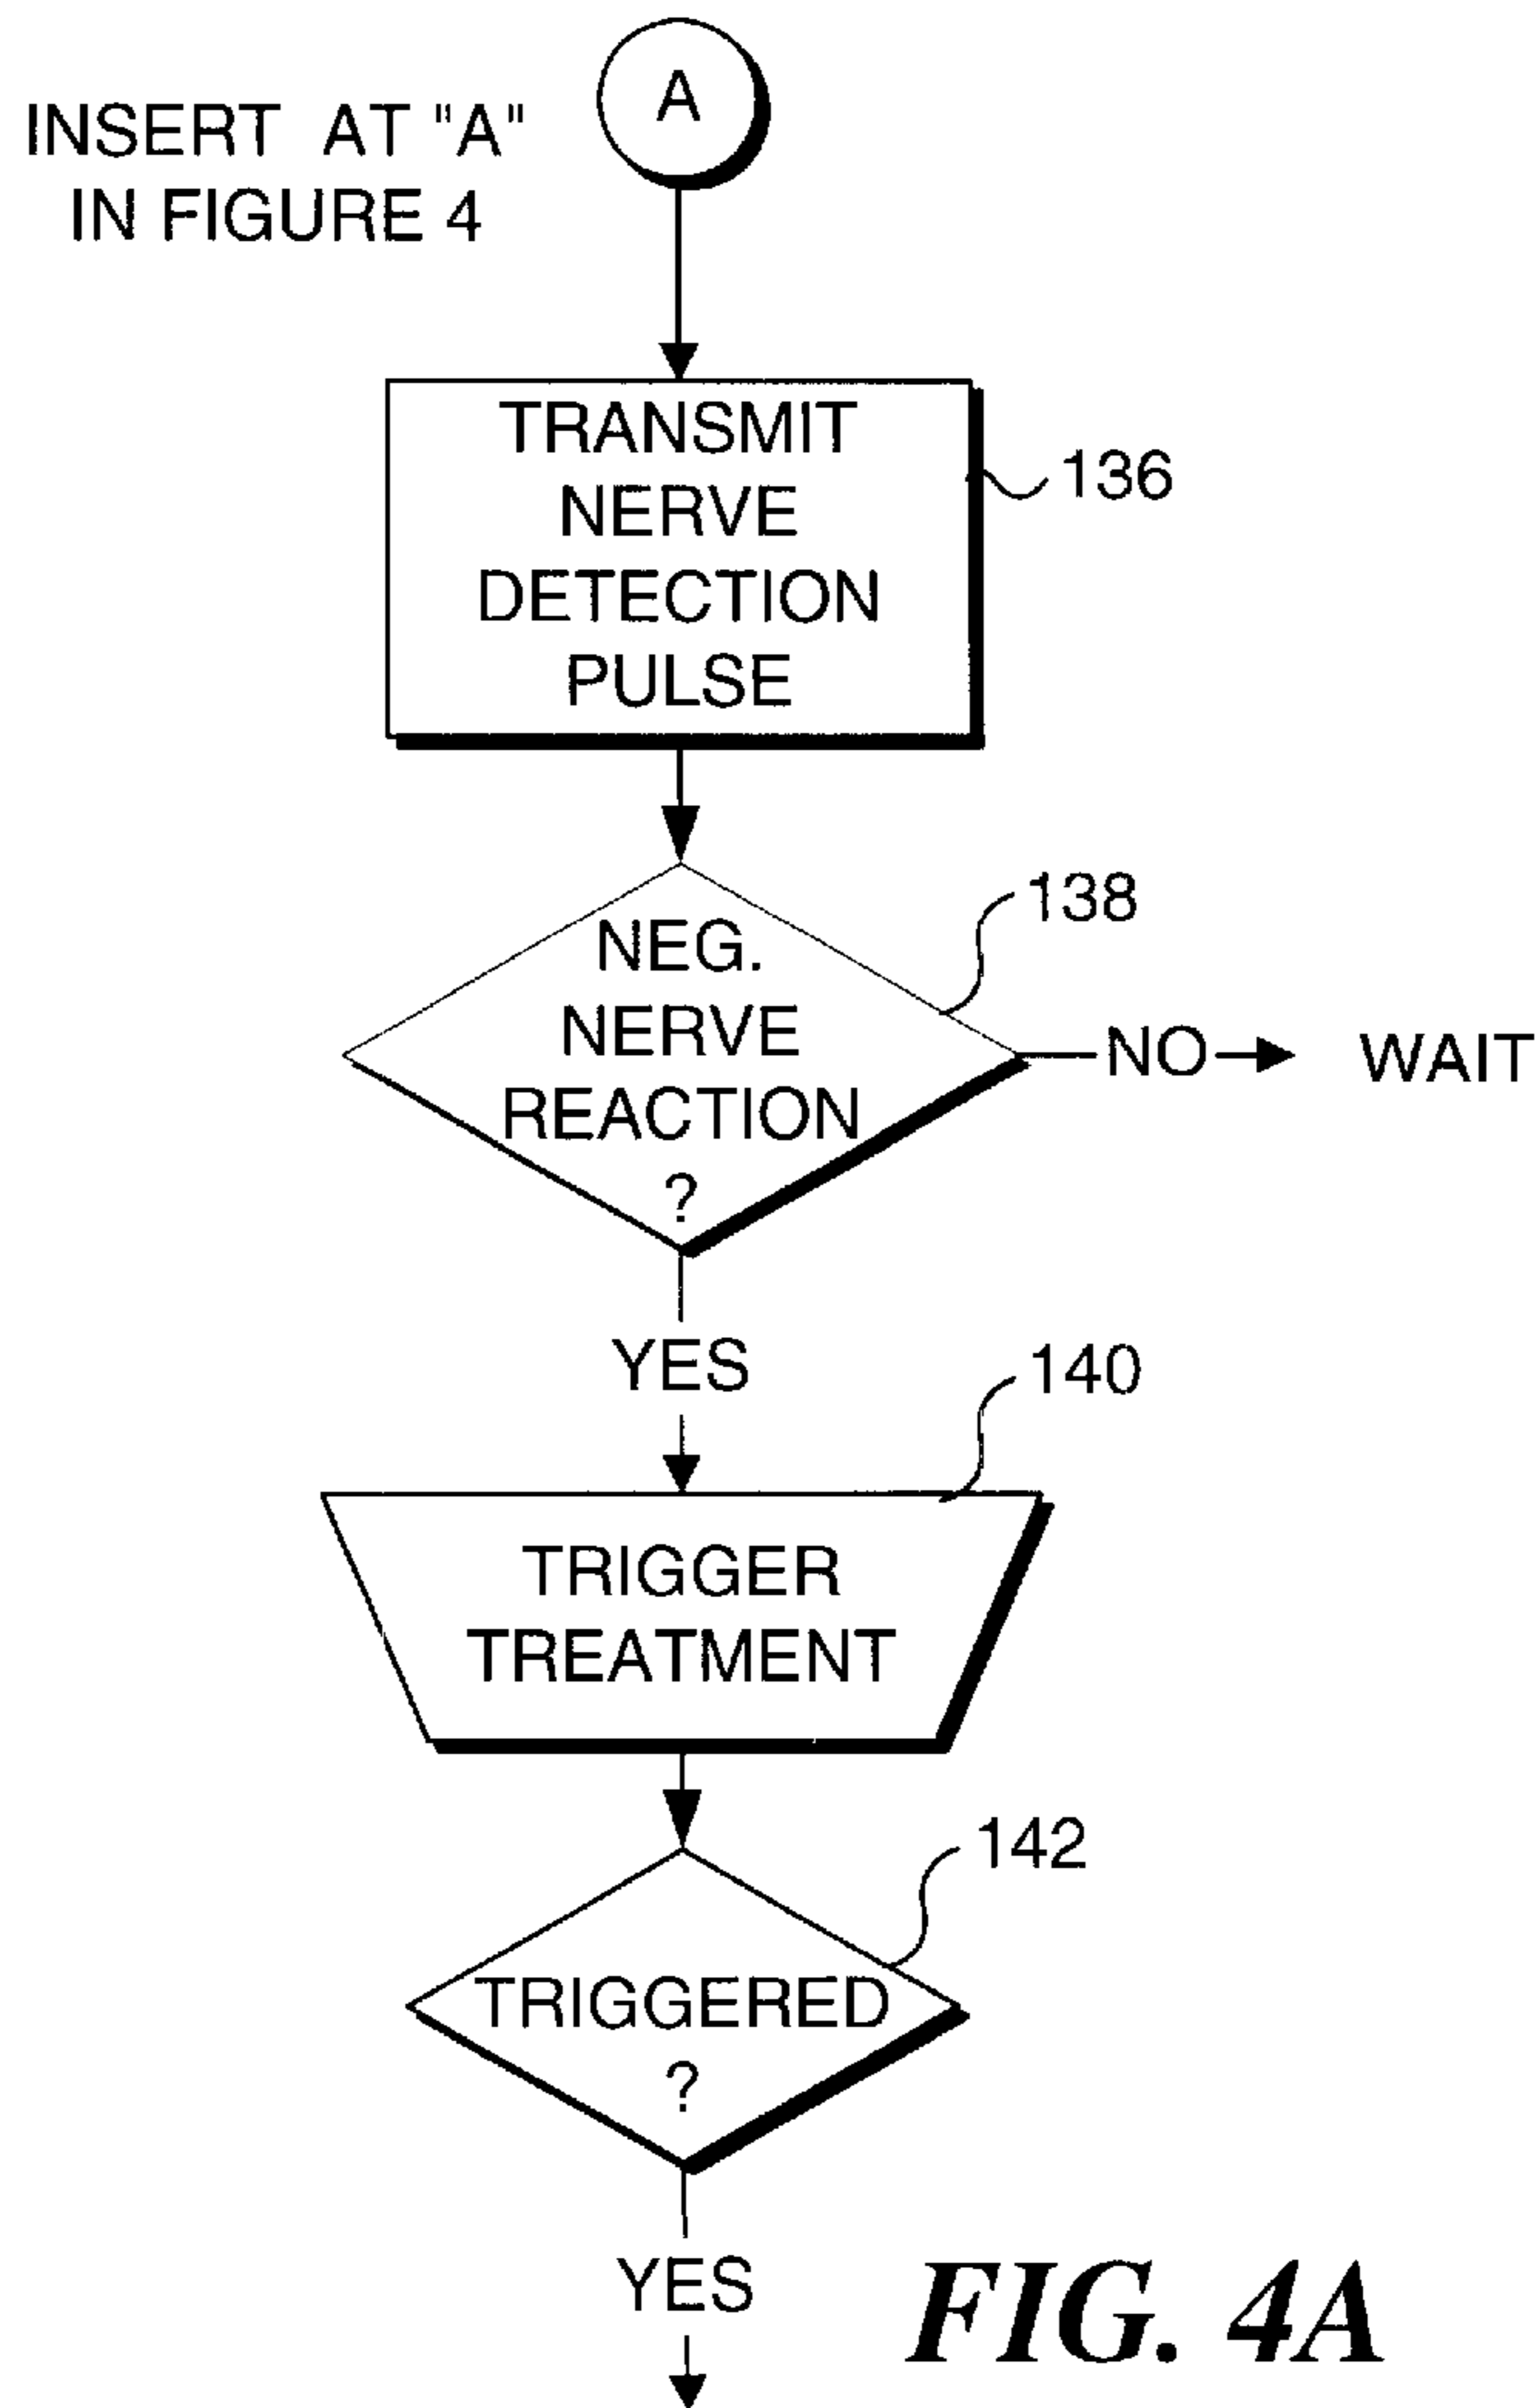 A
INSERT AT "A"
IN FIGURE 4
TRANSMIT
NERVE
DETECTION
PULSE
136
138
NEG.
NERVE
REACTION
?
NO
WAIT
YES
140
TRIGGER
TREATMENT
142
TRIGGERED
?
YES
FIG. 4A